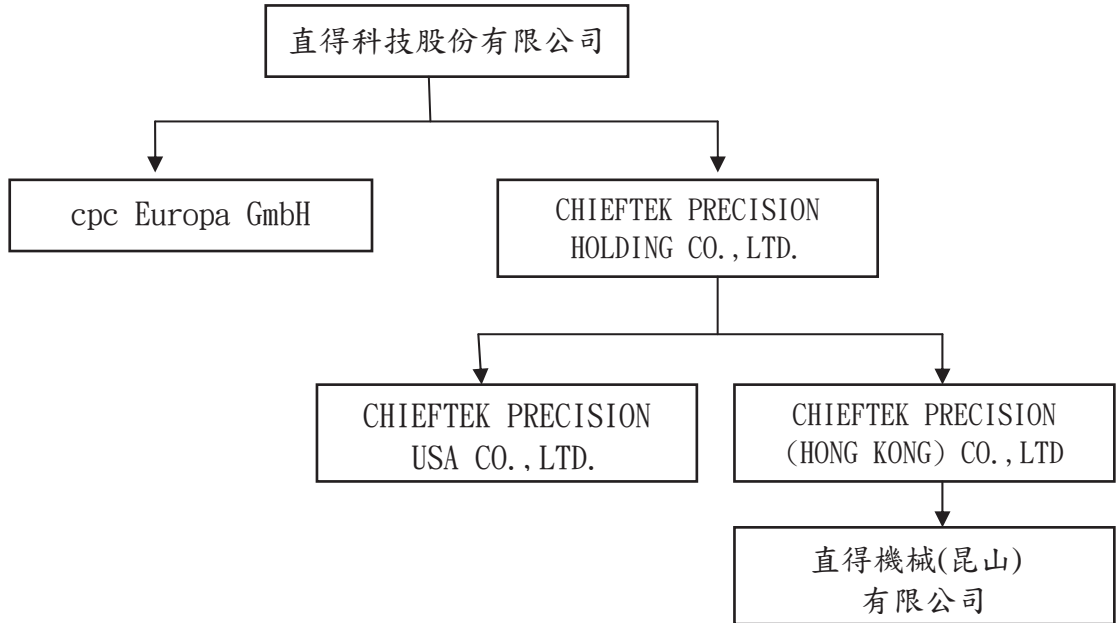 直得科技股份有限公司
cpc Europa GmbH
CHIEFTEK PRECISION
HOLDING CO.,LTD.
CHIEFTEK PRECISION
USA CO.,LTD.
CHIEFTEK PRECISION
(HONG KONG) CO.,LTD
直得機械(昆山)
有限公司